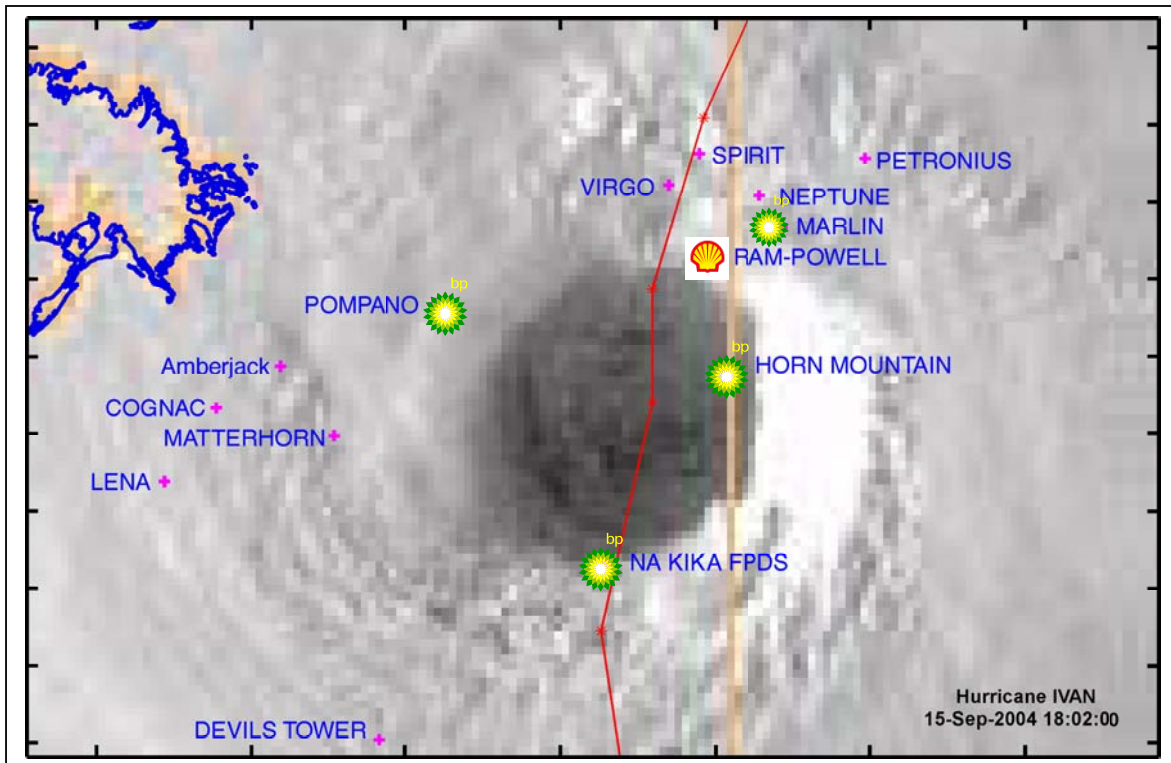 SPIRIT
PETRONIUS
VIRGO
NEPTUNE
bp
MARLIN
RAM-POWELL
bp
POMPANO
bp
HORN MOUNTAIN
Amberjack
COGNAC
MATTERHORN
LENA
bp
NA KIKA FPDS
Hurricane IVAN
15-Sep-2004 18:02:00
DEVILS TOWER